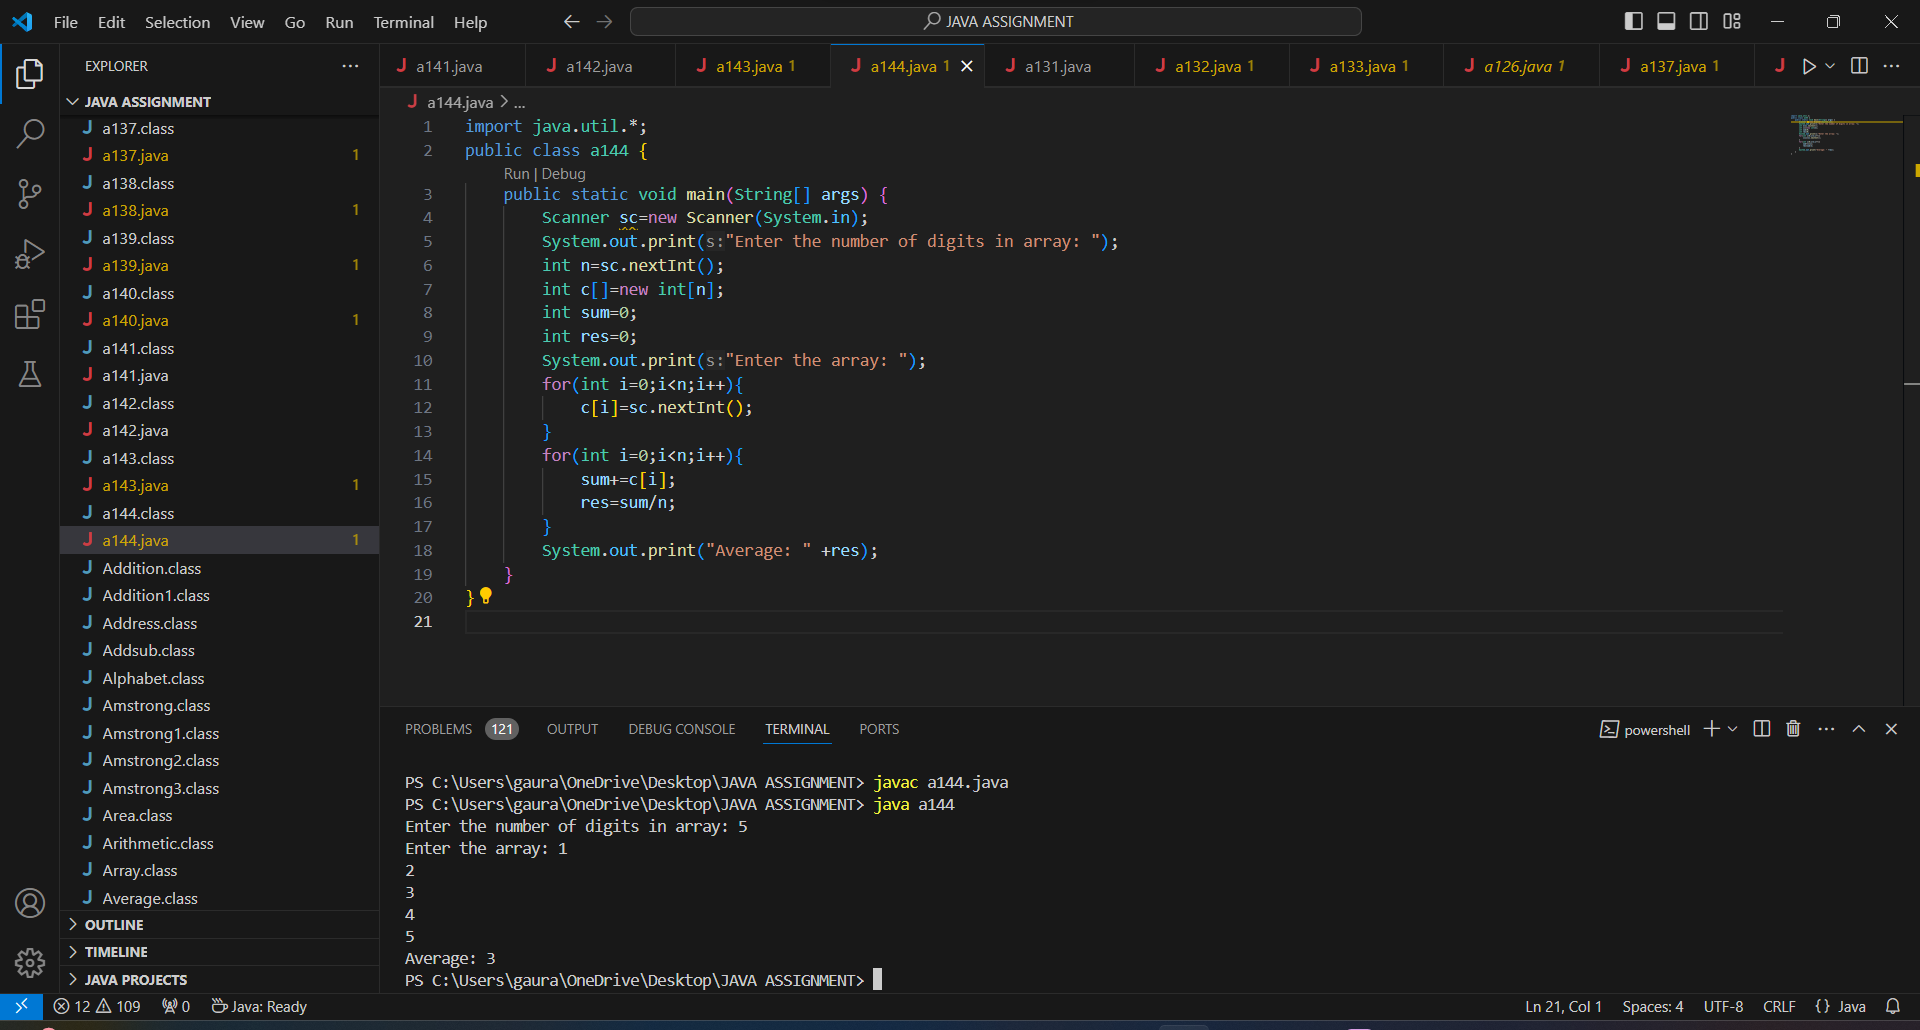 File Edit Selection View Go Run Terminal Help
JAVA ASSIGNMENT
EXPLORER
JAVA ASSIGNMENT
a137.class
a137.java 1
a138.class
a138.java 1
a139.class
a139.java 1
a140.class
a140.java 1
a141.class
a141.java
a142.class
a142.java
a143.class
a143.java 1
a144.class
a144.java 1
Addition.class
Addition1.class
Address.class
Addsub.class
Alphabet.class
Amstrong.class
Amstrong1.class
Amstrong2.class
Amstrong3.class
Area.class
Arithmetic.class
Array.class
Average.class
OUTLINE
TIMELINE
JAVA PROJECTS
a141.java a142.java a143.java 1 a144.java 1 a131.java a132.java 1 a133.java 1 a126.java 1 a137.java 1
a144.java > ...
1 import java.util.*;
2 public class a144 {
Run | Debug
3 public static void main(String[] args) {
4 Scanner sc=new Scanner(System.in);
5 System.out.print(s:"Enter the number of digits in array: ");
6 int n=sc.nextInt();
7 int c[]=new int[n];
8 int sum=0;
9 int res=0;
10 System.out.print(s:"Enter the array: ");
11 for(int i=0;i<n;i++){
12 c[i]=sc.nextInt();
13 }
14 for(int i=0;i<n;i++){
15 sum+=c[i];
16 res=sum/n;
17 }
18 System.out.print("Average: " +res);
19 }
20 }
21
PROBLEMS 121 OUTPUT DEBUG CONSOLE TERMINAL PORTS
powershell
PS C:\Users\gaura\OneDrive\Desktop\JAVA ASSIGNMENT> javac a144.java
PS C:\Users\gaura\OneDrive\Desktop\JAVA ASSIGNMENT> java a144
Enter the number of digits in array: 5
Enter the array: 1
2
3
4
5
Average: 3
PS C:\Users\gaura\OneDrive\Desktop\JAVA ASSIGNMENT>
12 109 0 Java: Ready
Ln 21, Col 1 Spaces: 4 UTF-8 CRLF {} Java